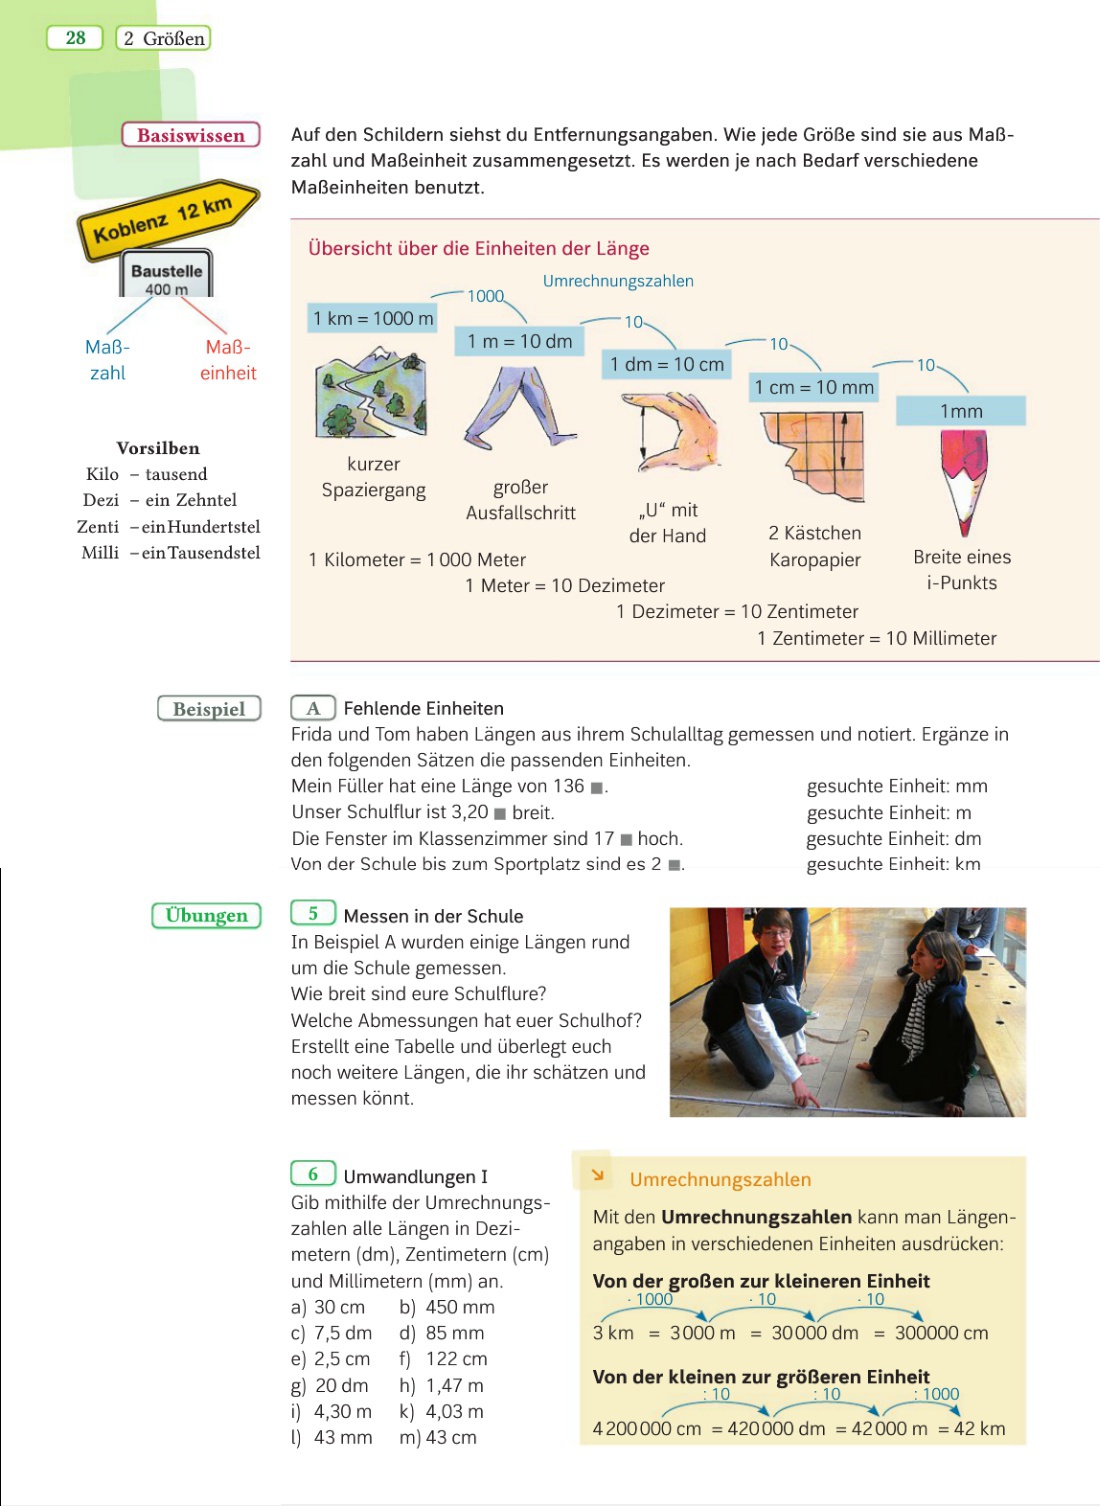 28
2 Größen
Basiswissen
Auf den Schildern siehst du Entfernungsangaben. Wie jede Größe sind sie aus Maß-
zahl und Maßeinheit zusammengesetzt. Es werden je nach Bedarf verschiedene
Maßeinheiten benutzt.
Koblenz 12 km
Baustelle
400 m
Maß-
zahl
Maß-
einheit
Vorsilben
Kilo – tausend
Dezi – ein Zehntel
Zenti – ein Hundertstel
Milli – ein Tausendstel
Übersicht über die Einheiten der Länge
Umrechnungszahlen
1000
10
10
10
1 km = 1000 m
1 m = 10 dm
1 dm = 10 cm
1 cm = 10 mm
1mm
kurzer
Spaziergang
großer
Ausfallschritt
„U“ mit
der Hand
2 Kästchen
Karopapier
Breite eines
i-Punkts
1 Kilometer = 1 000 Meter
1 Meter = 10 Dezimeter
1 Dezimeter = 10 Zentimeter
1 Zentimeter = 10 Millimeter
Beispiel
A Fehlende Einheiten
Frida und Tom haben Längen aus ihrem Schulalltag gemessen und notiert. Ergänze in
den folgenden Sätzen die passenden Einheiten.
Mein Füller hat eine Länge von 136 ■. gesuchte Einheit: mm
Unser Schulflur ist 3,20 ■ breit. gesuchte Einheit: m
Die Fenster im Klassenzimmer sind 17 ■ hoch. gesuchte Einheit: dm
Von der Schule bis zum Sportplatz sind es 2 ■. gesuchte Einheit: km
Übungen
5 Messen in der Schule
In Beispiel A wurden einige Längen rund
um die Schule gemessen.
Wie breit sind eure Schulflure?
Welche Abmessungen hat euer Schulhof?
Erstellt eine Tabelle und überlegt euch
noch weitere Längen, die ihr schätzen und
messen könnt.
6 Umwandlungen I
Gib mithilfe der Umrechnungs-
zahlen alle Längen in Dezi-
metern (dm), Zentimetern (cm)
und Millimetern (mm) an.
a) 30 cm b) 450 mm
c) 7,5 dm d) 85 mm
e) 2,5 cm f) 122 cm
g) 20 dm h) 1,47 m
i) 4,30 m k) 4,03 m
l) 43 mm m) 43 cm
Umrechnungszahlen
Mit den Umrechnungszahlen kann man Längen-
angaben in verschiedenen Einheiten ausdrücken:
Von der großen zur kleineren Einheit
· 1000 · 10 · 10
3 km = 3 000 m = 30 000 dm = 300000 cm
Von der kleinen zur größeren Einheit
: 10 : 10 : 1000
4 200 000 cm = 420 000 dm = 42 000 m = 42 km